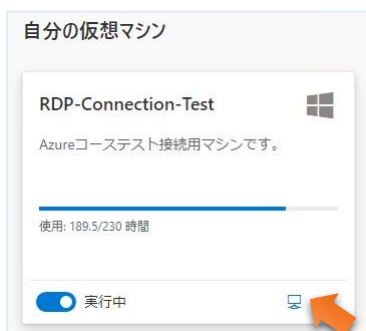 自分の仮想マシン
RDP-Connection-Test
Azureコーステスト接続用マシンです。
使用: 189.5/230 時間
実行中